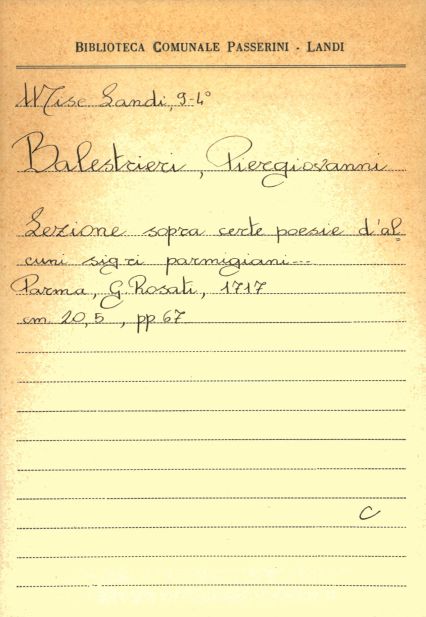 BIBLIOTECA COMUNALE PASSERINI - LANDI
Misc Landi, 9-4°
Balestrieri, Piergiovanni
Lezione sopra certe poesie d'al-
cuni sig.ri parmigiani---
Parma, G. Rosati, 1717
cm 20,5, pp 67
C